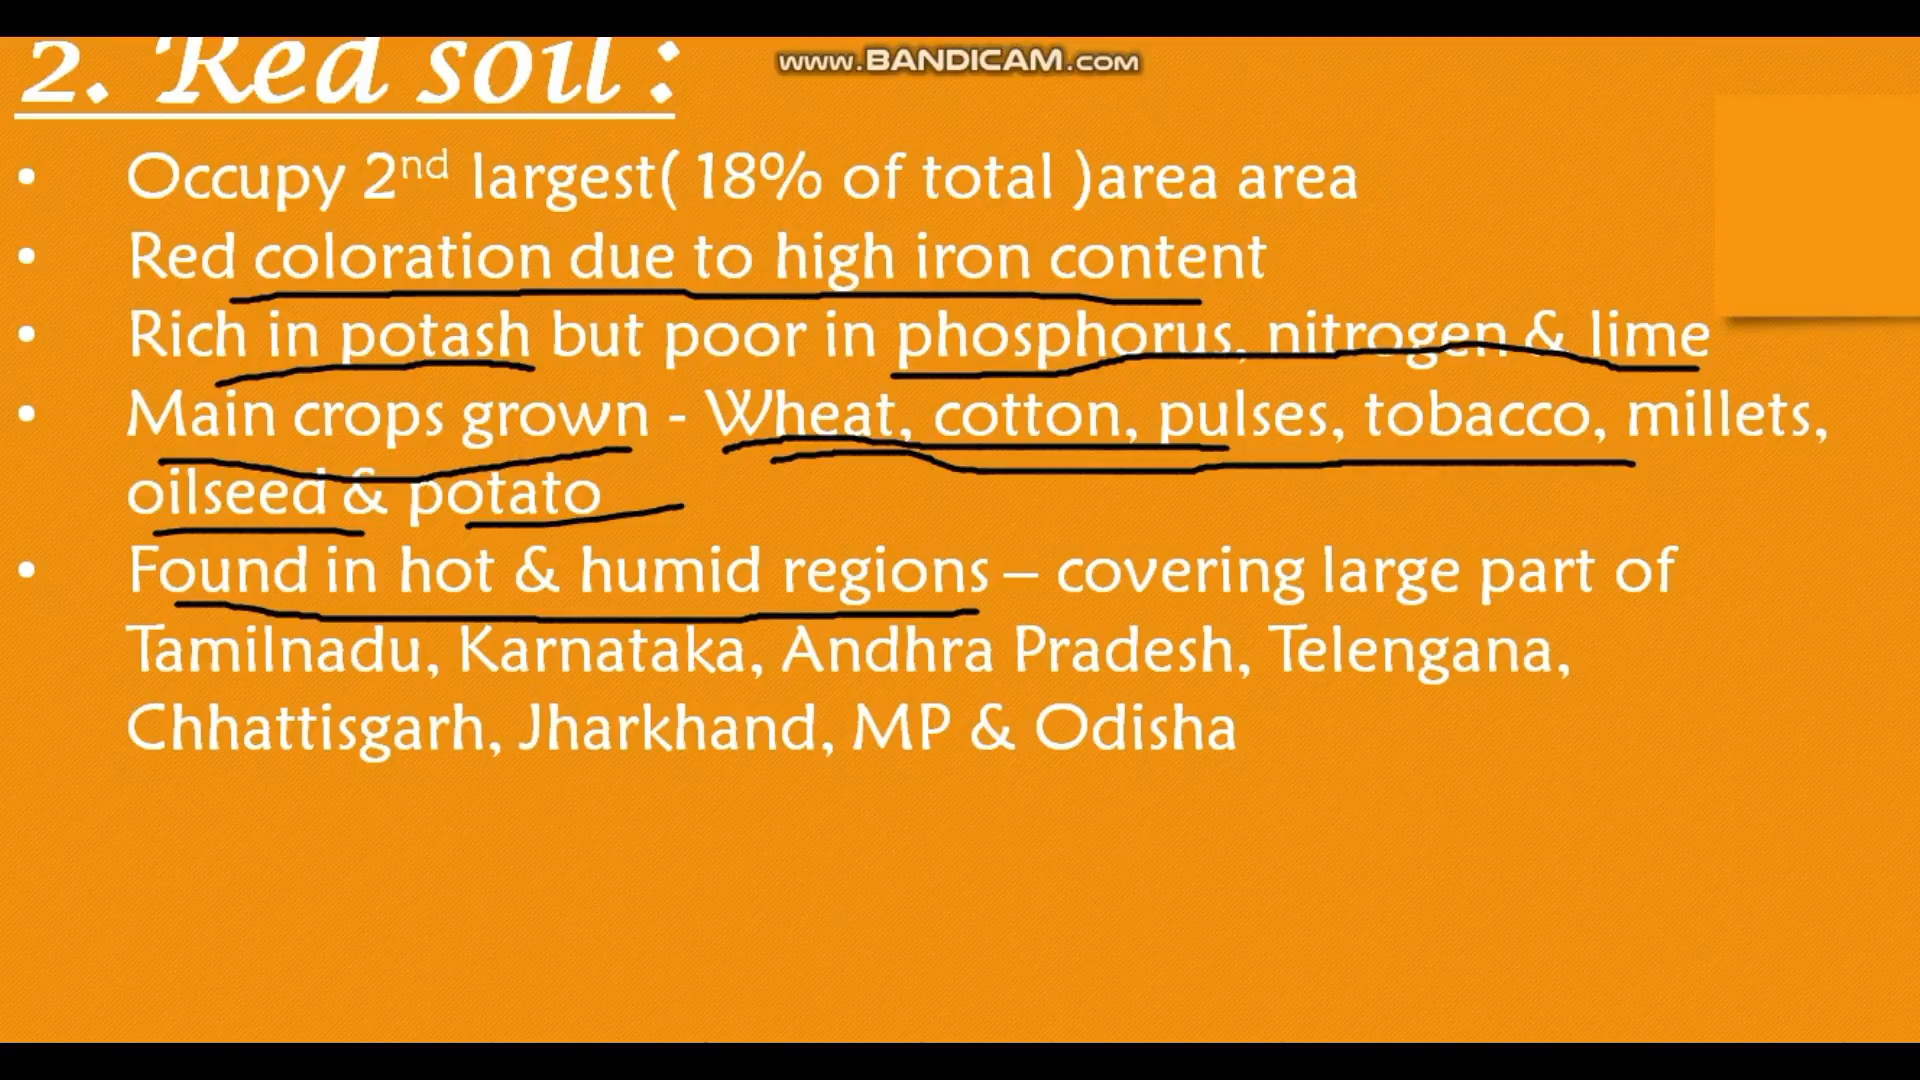 www.BANDICAM.com
2. Red soil :
• Occupy 2nd largest( 18% of total )area area
• Red coloration due to high iron content
• Rich in potash but poor in phosphorus, nitrogen & lime
• Main crops grown - Wheat, cotton, pulses, tobacco, millets,
oilseed & potato
• Found in hot & humid regions – covering large part of
Tamilnadu, Karnataka, Andhra Pradesh, Telengana,
Chhattisgarh, Jharkhand, MP & Odisha